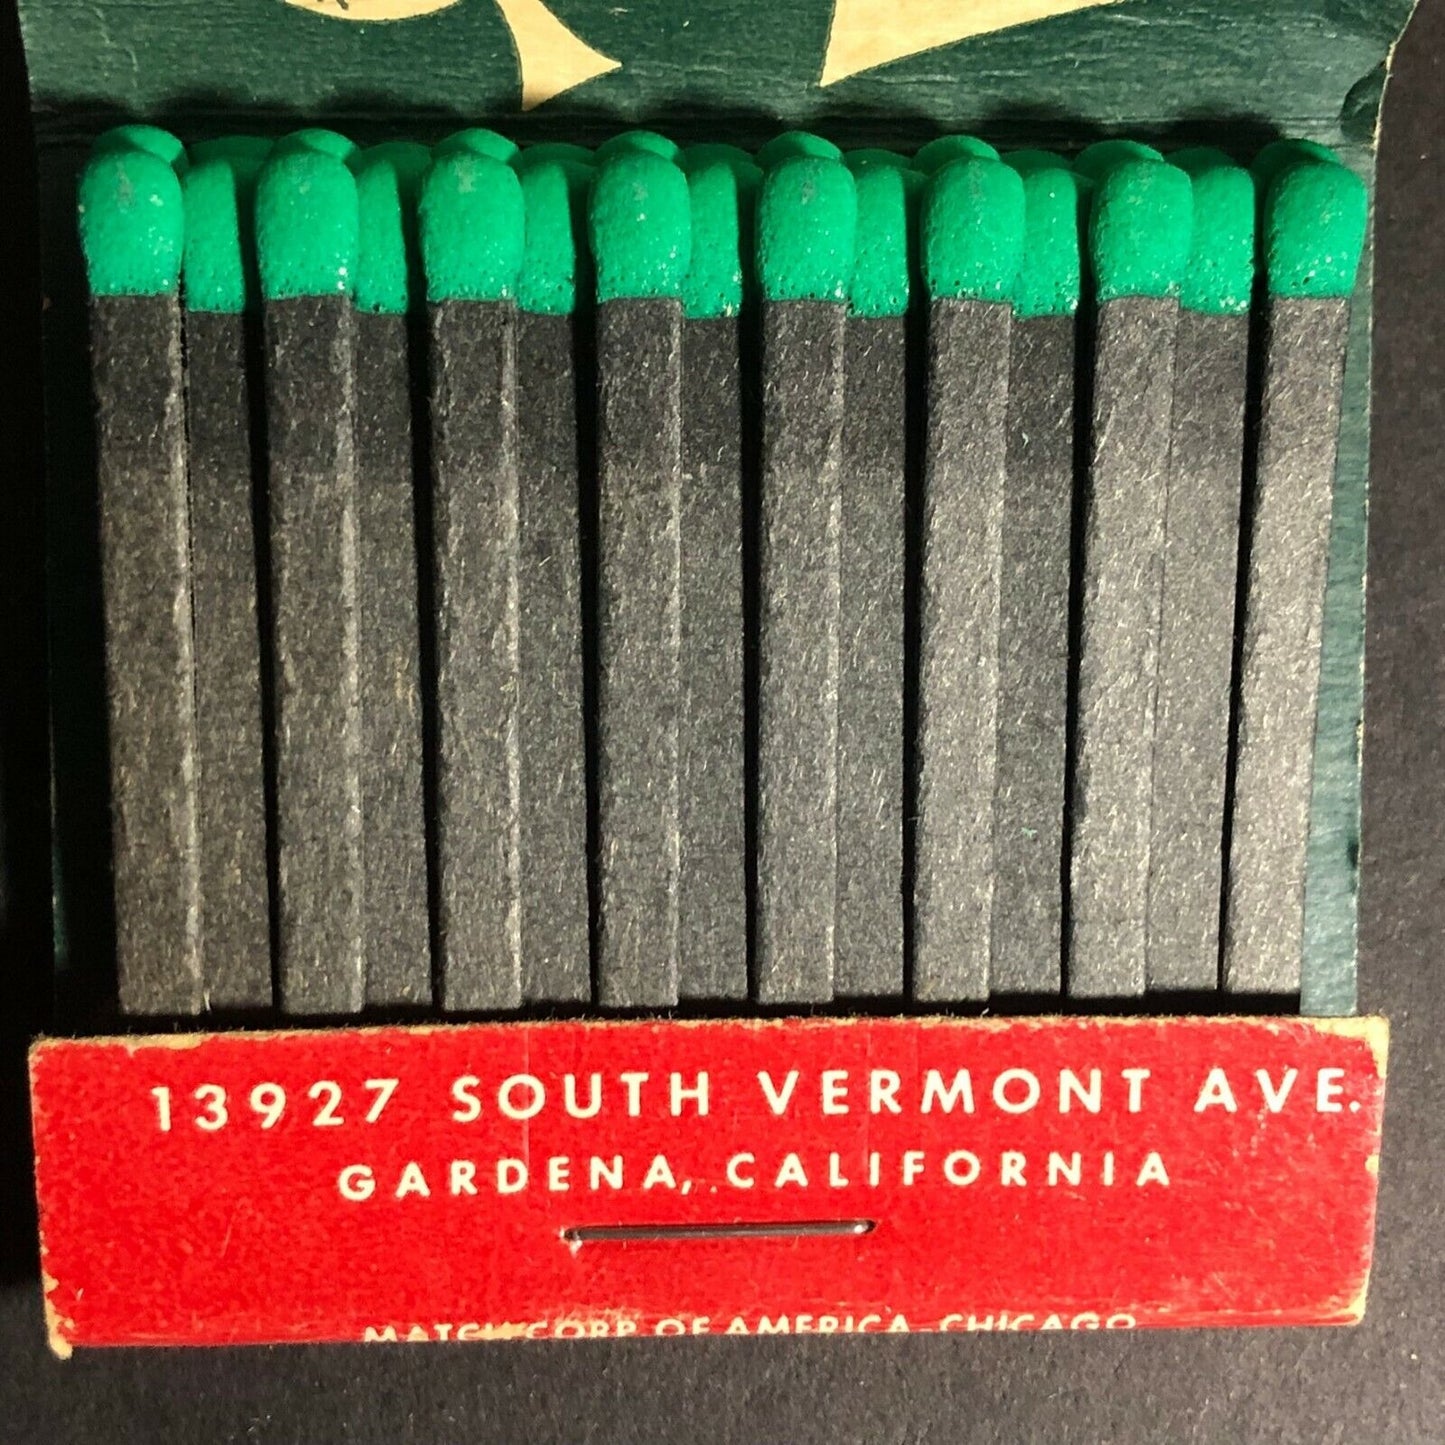 13927 SOUTH VERMONT AVE.
GARDENA, CALIFORNIA
MATCH CORP. OF AMERICA-CHICAGO